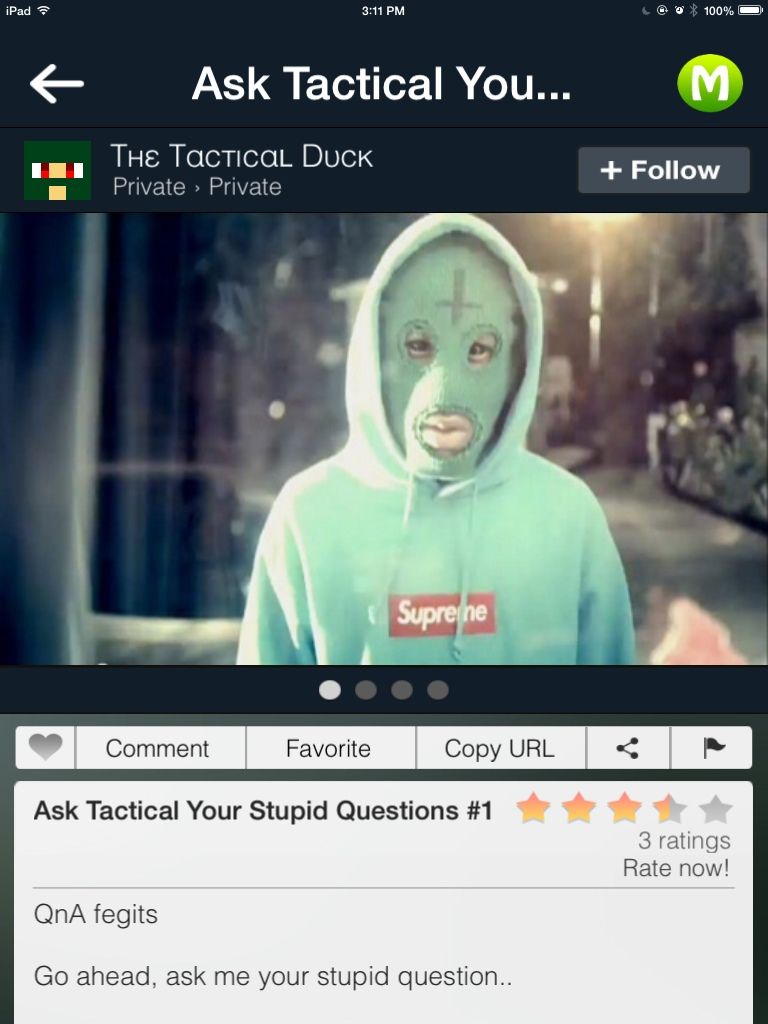 iPad 3:11 PM 100%
Ask Tactical You...
M
The Tactical Duck
+ Follow
Private › Private
Supreme
Comment Favorite Copy URL
Ask Tactical Your Stupid Questions #1
3 ratings
Rate now!
QnA fegits
Go ahead, ask me your stupid question..